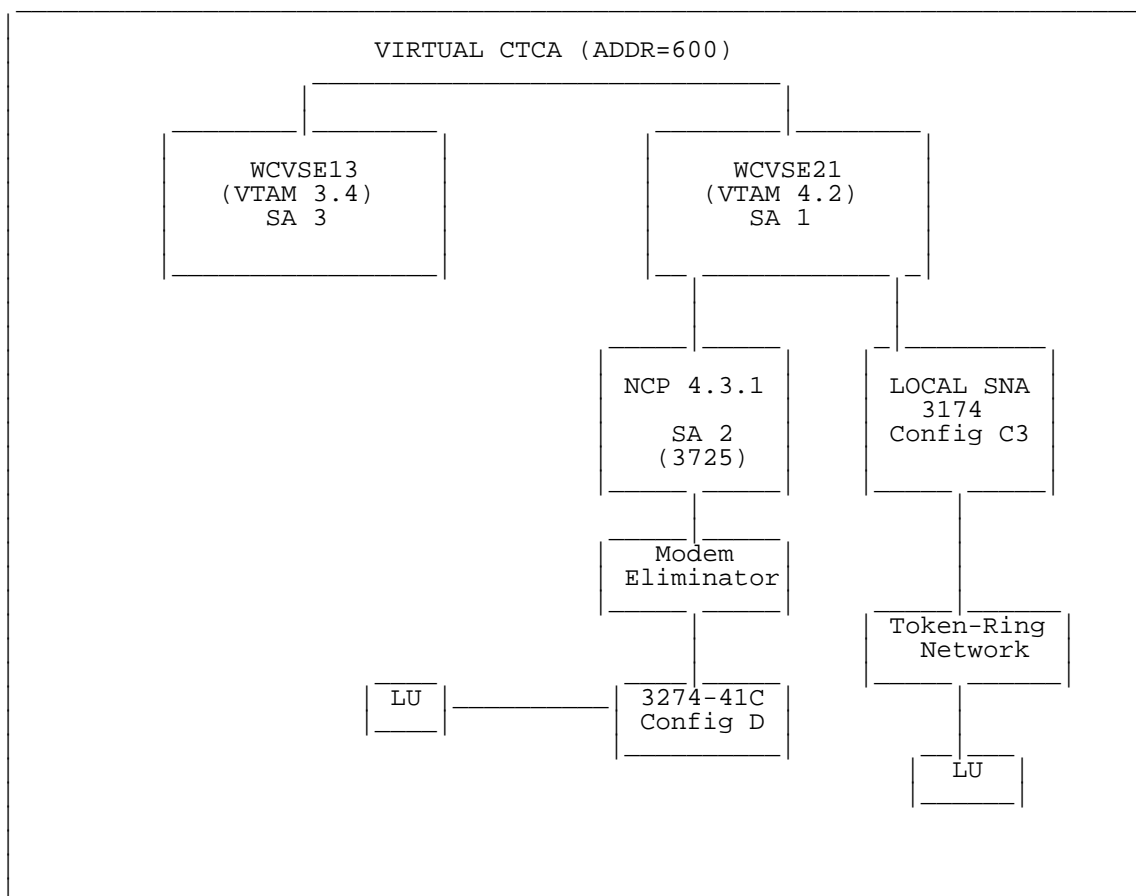 VIRTUAL CTCA (ADDR=600)
WCVSE13
(VTAM 3.4)
SA 3
WCVSE21
(VTAM 4.2)
SA 1
NCP 4.3.1
SA 2
(3725)
LOCAL SNA
3174
Config C3
Modem
Eliminator
Token-Ring
Network
LU
3274-41C
Config D
LU